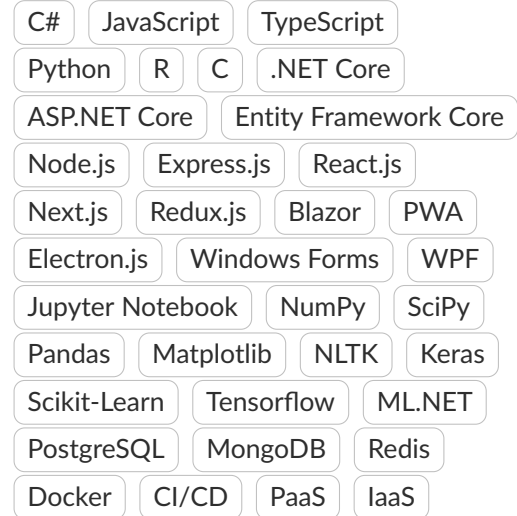 C# JavaScript TypeScript
Python R C .NET Core
ASP.NET Core Entity Framework Core
Node.js Express.js React.js
Next.js Redux.js Blazor PWA
Electron.js Windows Forms WPF
Jupyter Notebook NumPy SciPy
Pandas Matplotlib NLTK Keras
Scikit-Learn Tensorflow ML.NET
PostgreSQL MongoDB Redis
Docker CI/CD PaaS IaaS